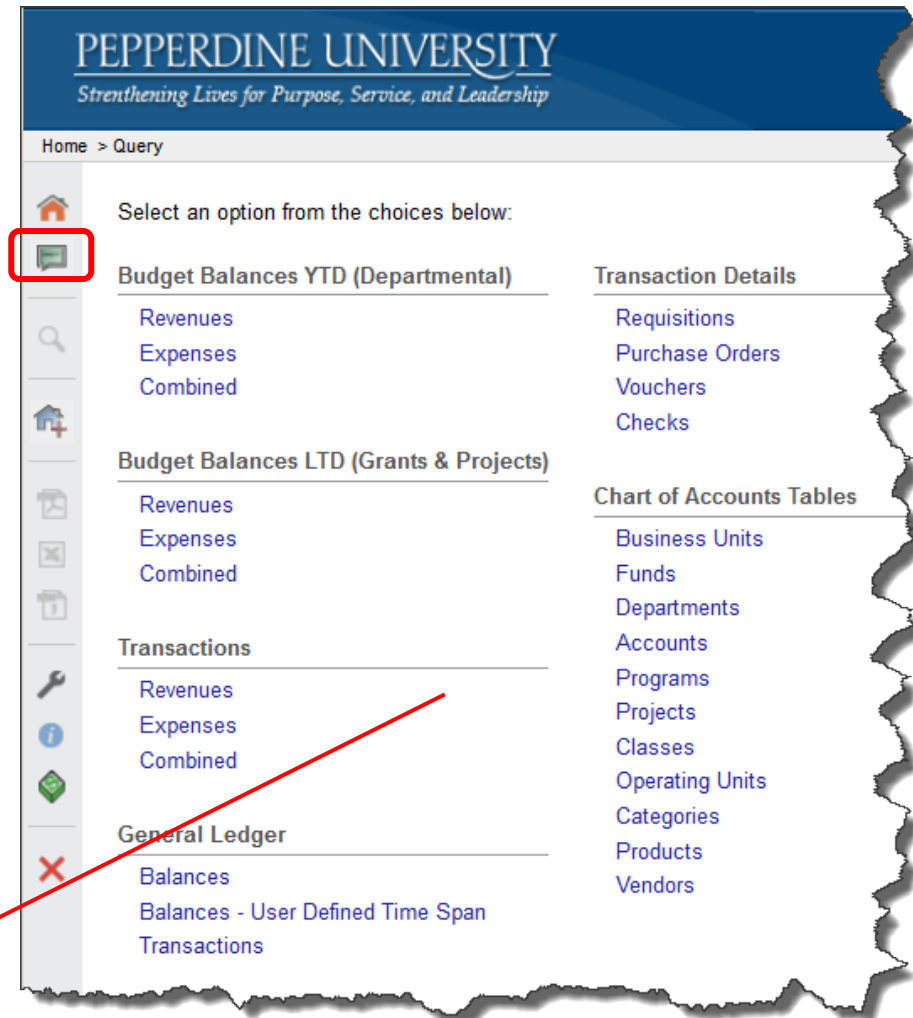 PEPPERDINE UNIVERSITY
Strenthening Lives for Purpose, Service, and Leadership
Home > Query
Select an option from the choices below:
Budget Balances YTD (Departmental)
Revenues
Expenses
Combined
Budget Balances LTD (Grants & Projects)
Revenues
Expenses
Combined
Transactions
Revenues
Expenses
Combined
General Ledger
Balances
Balances - User Defined Time Span
Transactions
Transaction Details
Requisitions
Purchase Orders
Vouchers
Checks
Chart of Accounts Tables
Business Units
Funds
Departments
Accounts
Programs
Projects
Classes
Operating Units
Categories
Products
Vendors